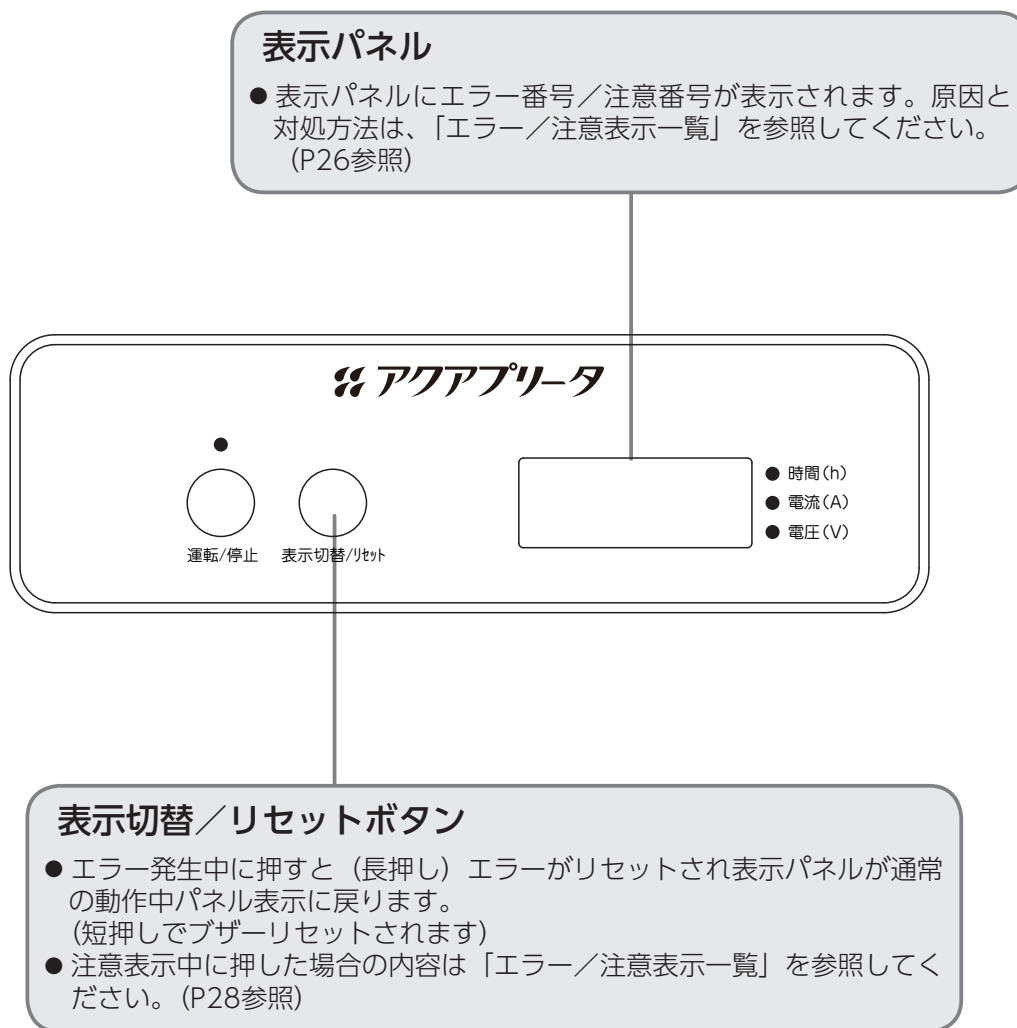 表示パネル
● 表示パネルにエラー番号／注意番号が表示されます。原因と
対処方法は、「エラー／注意表示一覧」を参照してください。
（P26参照）
アクアプリータ
運転/停止
表示切替/リセット
● 時間(h)
● 電流(A)
● 電圧(V)
表示切替／リセットボタン
● エラー発生中に押すと（長押し）エラーがリセットされ表示パネルが通常
の動作中パネル表示に戻ります。
（短押しでブザーリセットされます）
● 注意表示中に押した場合の内容は「エラー／注意表示一覧」を参照してく
ださい。（P28参照）